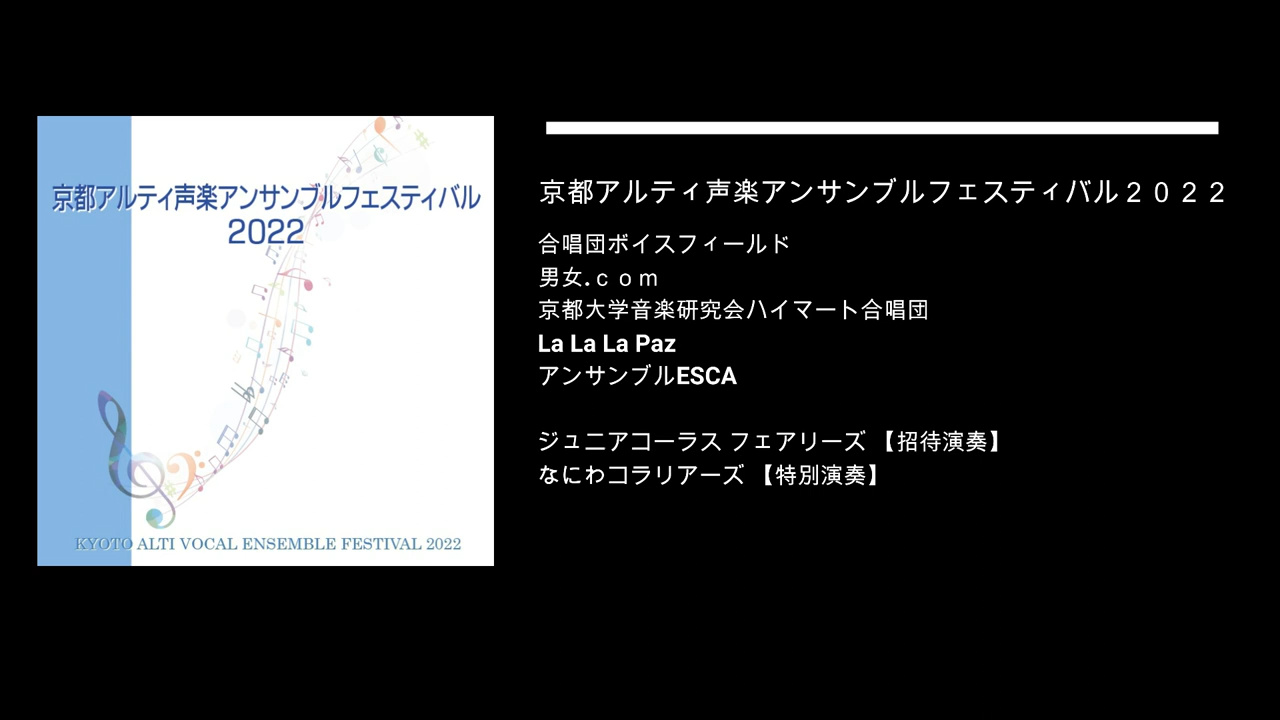 京都アルティ声楽アンサンブルフェスティバル
2022
KYOTO ALTI VOCAL ENSEMBLE FESTIVAL 2022
京都アルティ声楽アンサンブルフェスティバル２０２２
合唱団ボイスフィールド
男女.ｃｏｍ
京都大学音楽研究会ハイマート合唱団
La La La Paz
アンサンブルESCA
ジュニアコーラス フェアリーズ 【招待演奏】
なにわコラリアーズ 【特別演奏】